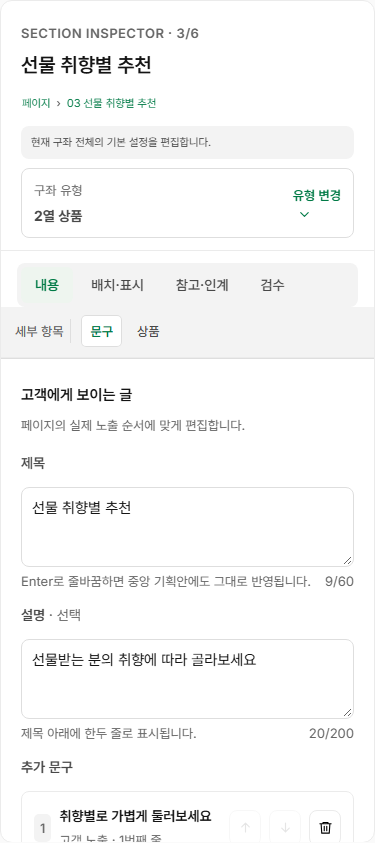 SECTION INSPECTOR · 3/6
선물 취향별 추천
페이지 › 03 선물 취향별 추천
현재 구좌 전체의 기본 설정을 편집합니다.
구좌 유형
2열 상품
유형 변경
내용 배치·표시 참고·인계 검수
세부 항목 문구 상품
고객에게 보이는 글
페이지의 실제 노출 순서에 맞게 편집합니다.
제목
선물 취향별 추천
Enter로 줄바꿈하면 중앙 기획안에도 그대로 반영됩니다. 9/60
설명 · 선택
선물받는 분의 취향에 따라 골라보세요
제목 아래에 한두 줄로 표시됩니다. 20/200
추가 문구
1 취향별로 가볍게 둘러보세요 ↑ ↓
고객 노출 · 1번째 줄